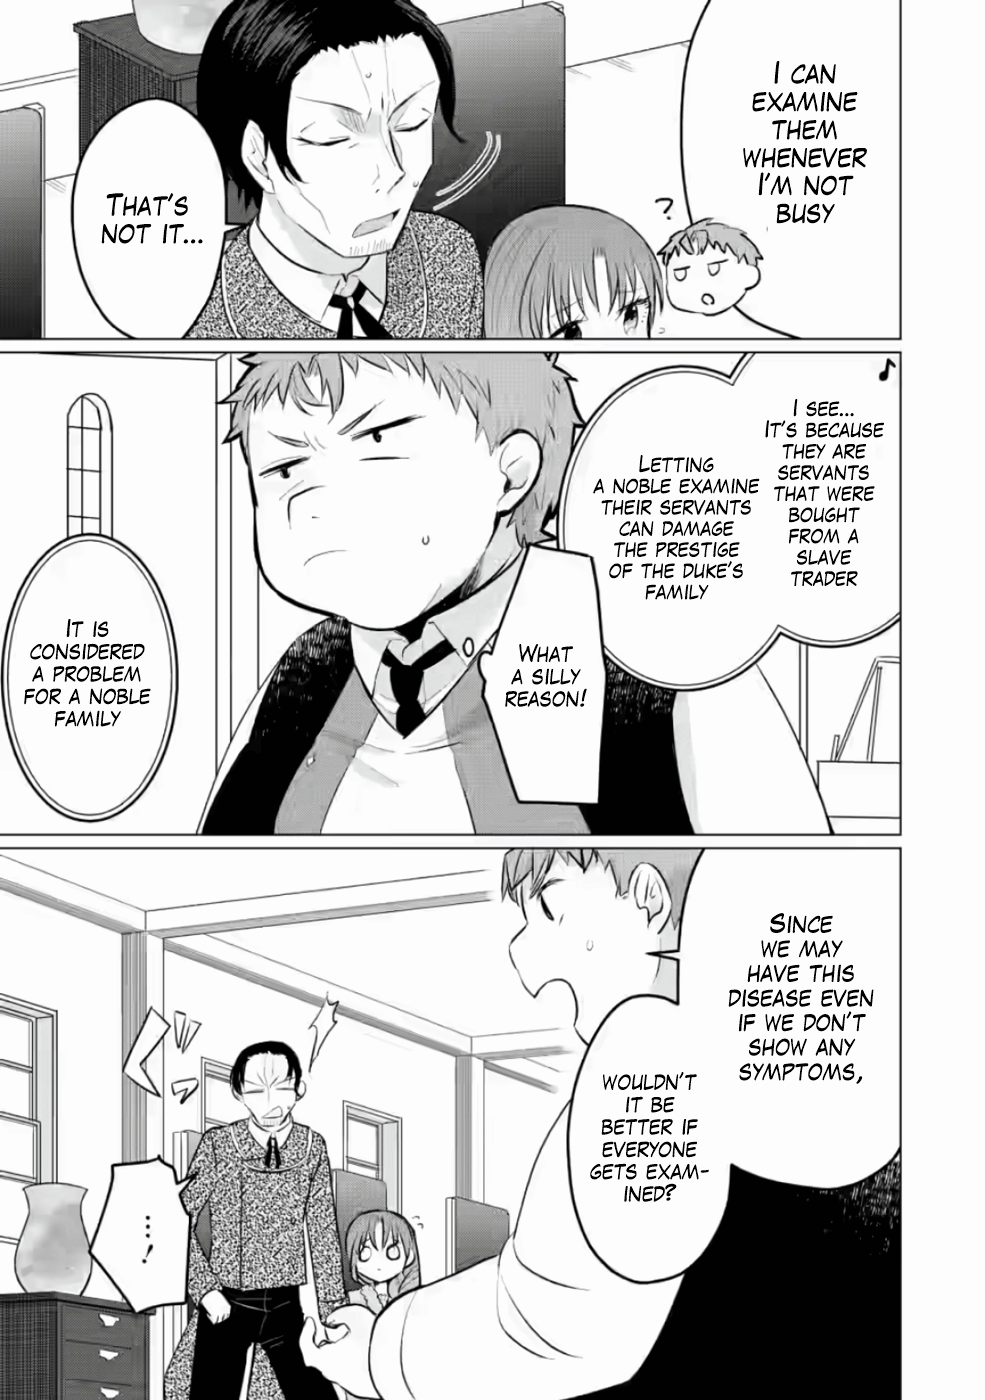 I CAN
EXAMINE
THEM
WHENEVER
I'M NOT
BUSY
?
THAT'S
NOT IT...
♪
I SEE...
IT'S BECAUSE
THEY ARE
SERVANTS
THAT WERE
BOUGHT
FROM A
SLAVE
TRADER
LETTING
A NOBLE EXAMINE
THEIR SERVANTS
CAN DAMAGE
THE PRESTIGE
OF THE DUKE'S
FAMILY
WHAT
A SILLY
REASON!
IT IS
CONSIDERED
A PROBLEM
FOR A NOBLE
FAMILY
SINCE
WE MAY
HAVE THIS
DISEASE EVEN
IF WE DON'T
SHOW ANY
SYMPTOMS,
WOULDN'T
IT BE
BETTER IF
EVERYONE
GETS EXAM-
INED?
...!